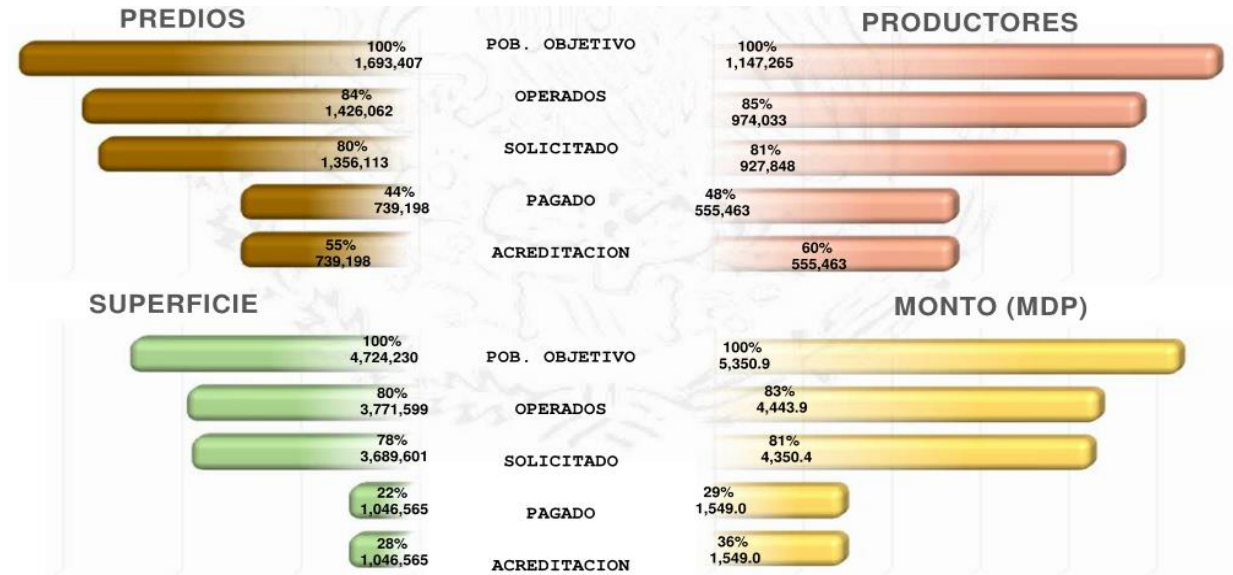 PREDIOS
PRODUCTORES
100%
1,693,407
POB. OBJETIVO
100%
1,147,265
84%
1,426,062
OPERADOS
85%
974,033
80%
1,356,113
SOLICITADO
81%
927,848
44%
739,198
PAGADO
48%
555,463
55%
739,198
ACREDITACION
60%
555,463
SUPERFICIE
MONTO (MDP)
100%
4,724,230
POB. OBJETIVO
100%
5,350.9
80%
3,771,599
OPERADOS
83%
4,443.9
78%
3,689,601
SOLICITADO
81%
4,350.4
22%
1,046,565
PAGADO
29%
1,549.0
28%
1,046,565
ACREDITACION
36%
1,549.0